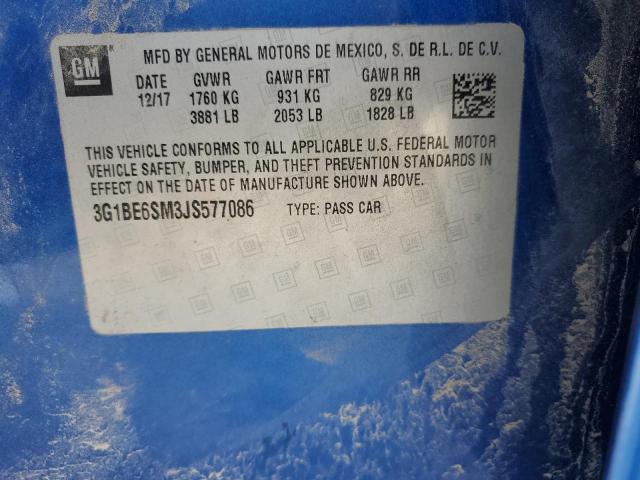 GM
MFD BY GENERAL MOTORS DE MEXICO, S. DE R.L. DE C.V.
DATE GVWR GAWR FRT GAWR RR
12/17 1760 KG 931 KG 829 KG
3881 LB 2053 LB 1828 LB
THIS VEHICLE CONFORMS TO ALL APPLICABLE U.S. FEDERAL MOTOR
VEHICLE SAFETY, BUMPER, AND THEFT PREVENTION STANDARDS IN
EFFECT ON THE DATE OF MANUFACTURE SHOWN ABOVE.
3G1BE6SM3JS577086 TYPE: PASS CAR